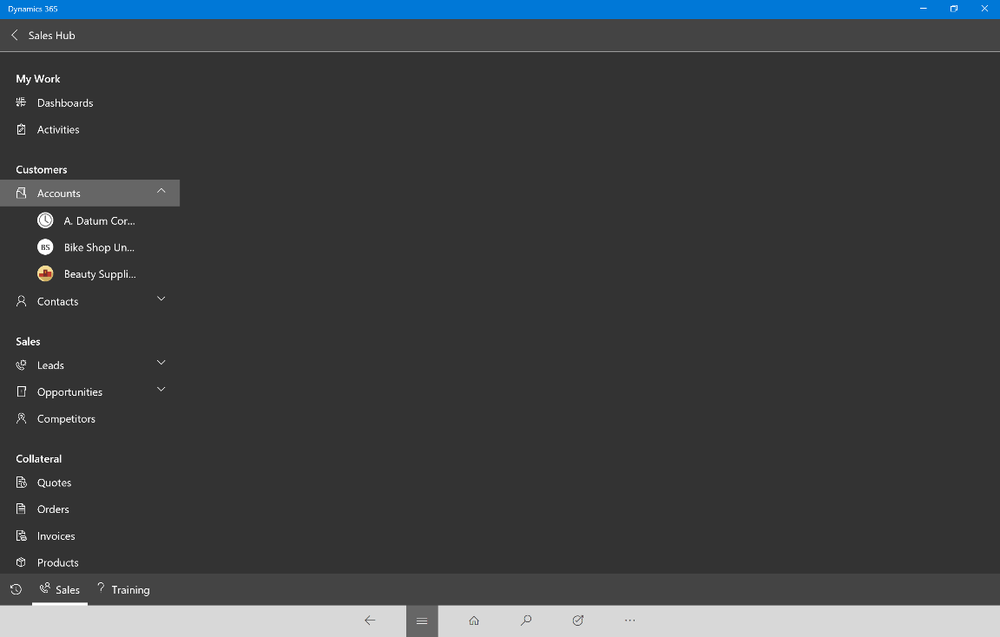 Dynamics 365
Sales Hub
My Work
Dashboards
Activities
Customers
Accounts
A. Datum Cor...
BS Bike Shop Un...
Beauty Suppli...
Contacts
Sales
Leads
Opportunities
Competitors
Collateral
Quotes
Orders
Invoices
Products
Sales ? Training